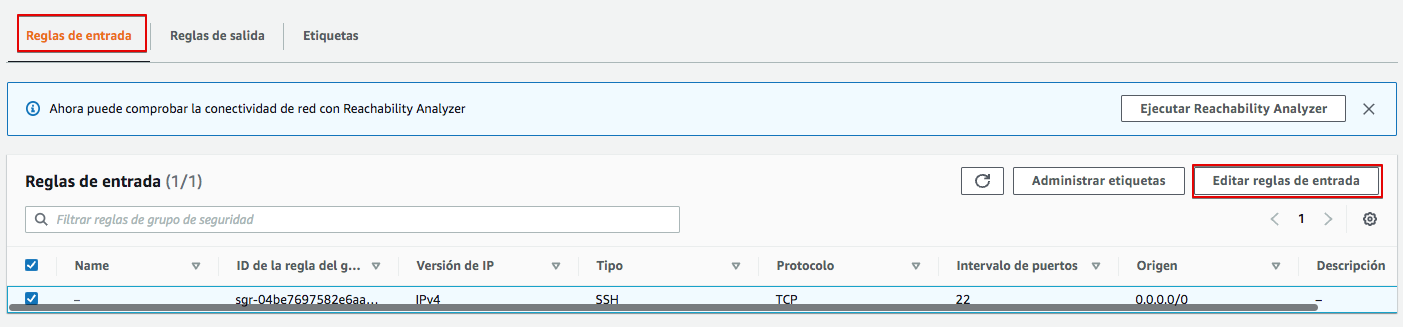 Reglas de entrada Reglas de salida Etiquetas
Ahora puede comprobar la conectividad de red con Reachability Analyzer Ejecutar Reachability Analyzer
Reglas de entrada (1/1) Administrar etiquetas Editar reglas de entrada
Filtrar reglas de grupo de seguridad 1
Name ID de la regla del g... Versión de IP Tipo Protocolo Intervalo de puertos Origen Descripción
– sgr-04be7697582e6aa... IPv4 SSH TCP 22 0.0.0.0/0 –